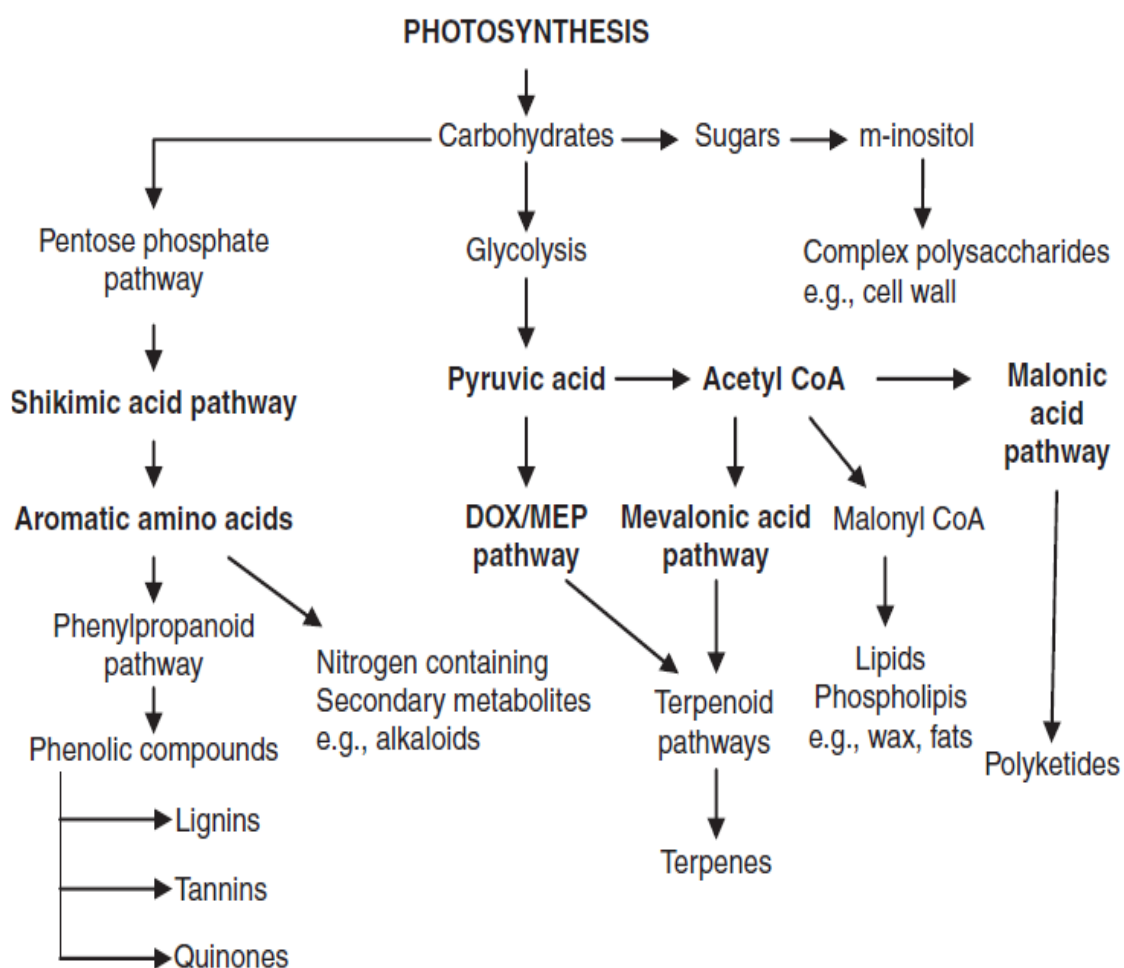 PHOTOSYNTHESIS
Carbohydrates
Sugars
m-inositol
Pentose phosphate
pathway
Glycolysis
Complex polysaccharides
e.g., cell wall
Shikimic acid pathway
Pyruvic acid
Acetyl CoA
Malonic
acid
pathway
Aromatic amino acids
DOX/MEP
pathway
Mevalonic acid
pathway
Malonyl CoA
Phenylpropanoid
pathway
Nitrogen containing
Secondary metabolites
e.g., alkaloids
Terpenoid
pathways
Lipids
Phospholipis
e.g., wax, fats
Polyketides
Phenolic compounds
Lignins
Tannins
Quinones
Terpenes